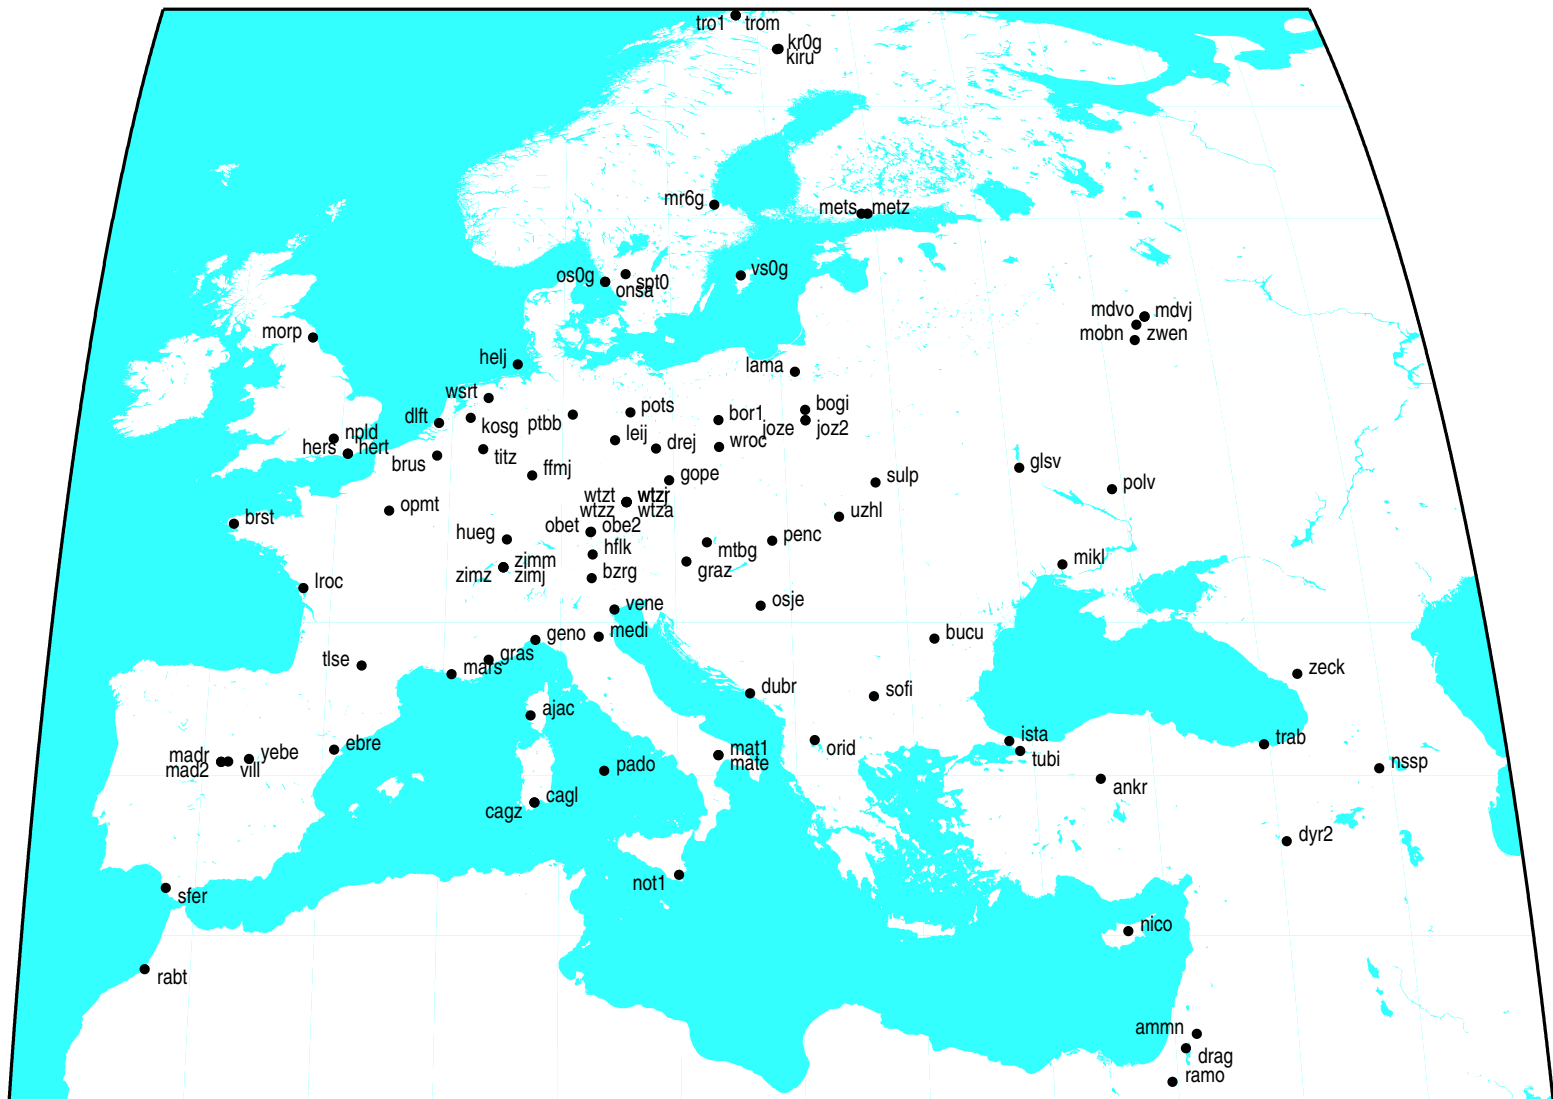 tro1 trom
kr0g
kiru
mr6g
mets metz
os0g spt0
onsa
vs0g
morp
mdvo mdvj
mobn zwen
helj
lama
wsrt
dlft kosg
ptbb pots
bor1
bogi
joze joz2
npld
hers hert
brus titz
leij drej wroc
ffmj
gope
glsv
sulp
polv
opmt
wtzt wtzr
wtzz wtza
uzhl
brst
obet obe2
hueg
hflk
mtbg penc
zimm
zimz zimj
bzrg
graz
mikl
lroc
vene
osje
geno medi
bucu
tlse
mars gras
zeck
dubr
sofi
ajac
ebre
madr yebe
mad2 vill
mat1
mate
orid
ista
tubi
trab
nssp
pado
ankr
cagl
cagz
dyr2
not1
sfer
nico
rabt
ammn
drag
ramo